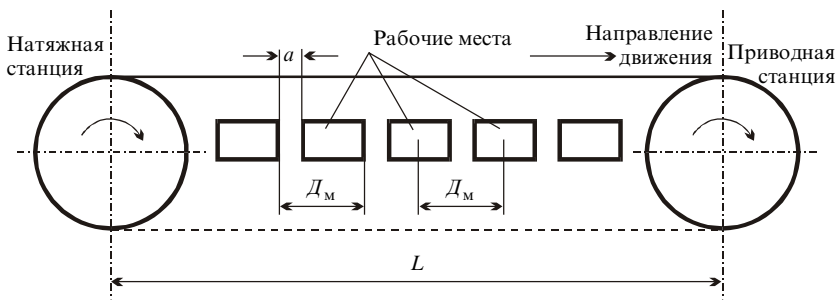 Натяжная
станция
a
Рабочие места
Направление
движения
Приводная
станция
Дм
Дм
L